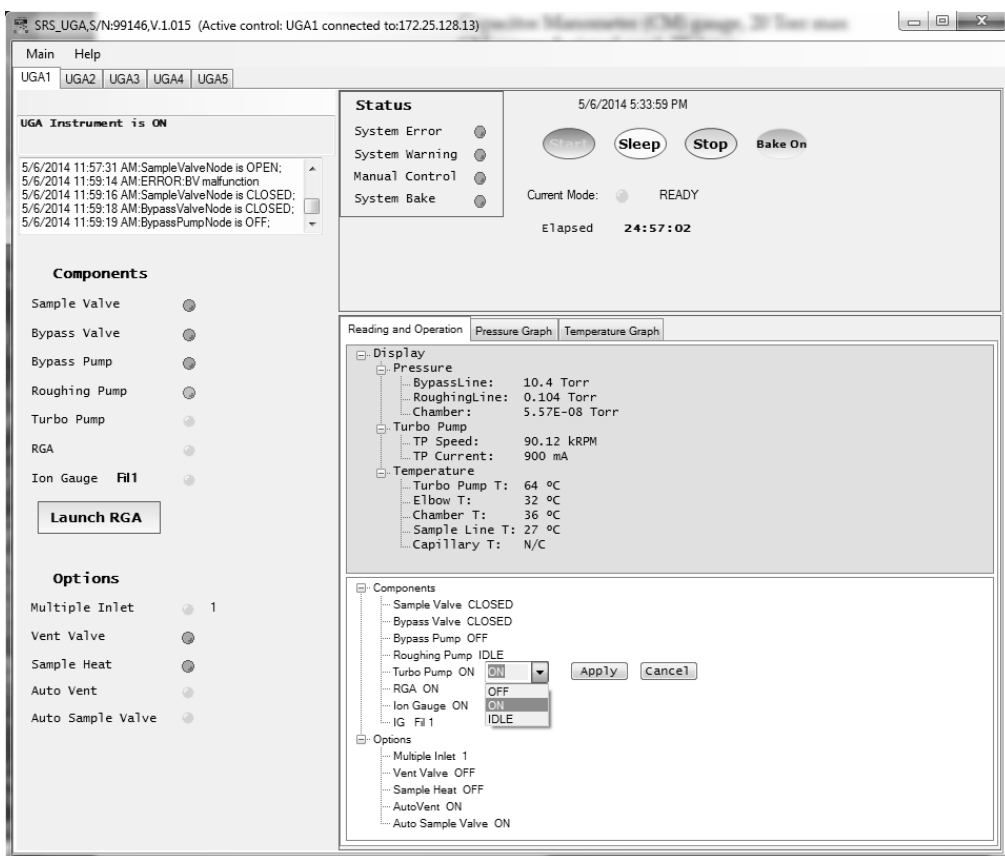 SRS_UGA,S/N:99146,V.1.015 (Active control: UGA1 connected to:172.25.128.13)
Main Help
UGA1 UGA2 UGA3 UGA4 UGA5
UGA Instrument is ON
5/6/2014 11:57:31 AM:SampleValveNode is OPEN;
5/6/2014 11:59:14 AM:ERROR:BV malfunction
5/6/2014 11:59:16 AM:SampleValveNode is CLOSED;
5/6/2014 11:59:18 AM:BypassValveNode is CLOSED;
5/6/2014 11:59:19 AM:BypassPumpNode is OFF;
Components
Sample Valve
Bypass Valve
Bypass Pump
Roughing Pump
Turbo Pump
RGA
Ion Gauge Fil1
Launch RGA
Options
Multiple Inlet 1
Vent Valve
Sample Heat
Auto Vent
Auto Sample Valve
Status
System Error
System Warning
Manual Control
System Bake
5/6/2014 5:33:59 PM
Start Sleep Stop Bake On
Current Mode: READY
Elapsed 24:57:02
Reading and Operation Pressure Graph Temperature Graph
Display
Pressure
BypassLine: 10.4 Torr
RoughingLine: 0.104 Torr
Chamber: 5.57E-08 Torr
Turbo Pump
TP Speed: 90.12 kRPM
TP Current: 900 mA
Temperature
Turbo Pump T: 64 ºC
Elbow T: 32 ºC
Chamber T: 36 ºC
Sample Line T: 27 ºC
Capillary T: N/C
Components
Sample Valve CLOSED
Bypass Valve CLOSED
Bypass Pump OFF
Roughing Pump IDLE
Turbo Pump ON ON Apply Cancel
OFF
RGA ON
ON
Ion Gauge ON
IDLE
IG Fil 1
Options
Multiple Inlet 1
Vent Valve OFF
Sample Heat OFF
AutoVent ON
Auto Sample Valve ON